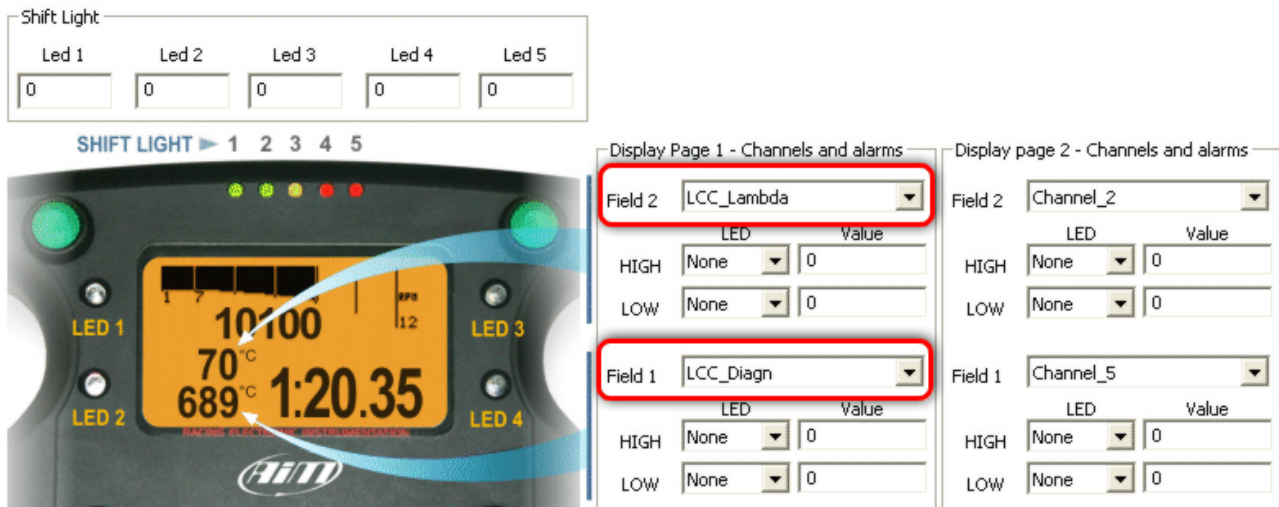 Shift Light
Led 1 Led 2 Led 3 Led 4 Led 5
0 0 0 0 0
SHIFT LIGHT 1 2 3 4 5
Display Page 1 - Channels and alarms
Field 2 LCC_Lambda
LED Value
HIGH None 0
LOW None 0
Field 1 LCC_Diagn
LED Value
HIGH None 0
LOW None 0
Display page 2 - Channels and alarms
Field 2 Channel_2
LED Value
HIGH None 0
LOW None 0
Field 1 Channel_5
LED Value
HIGH None 0
LOW None 0
1 7
RPM
12
10100
70 °C
689 °C
1:20.35
LED 1
LED 2
LED 3
LED 4
RACING ELECTRONIC INSTRUMENTATION
AiM